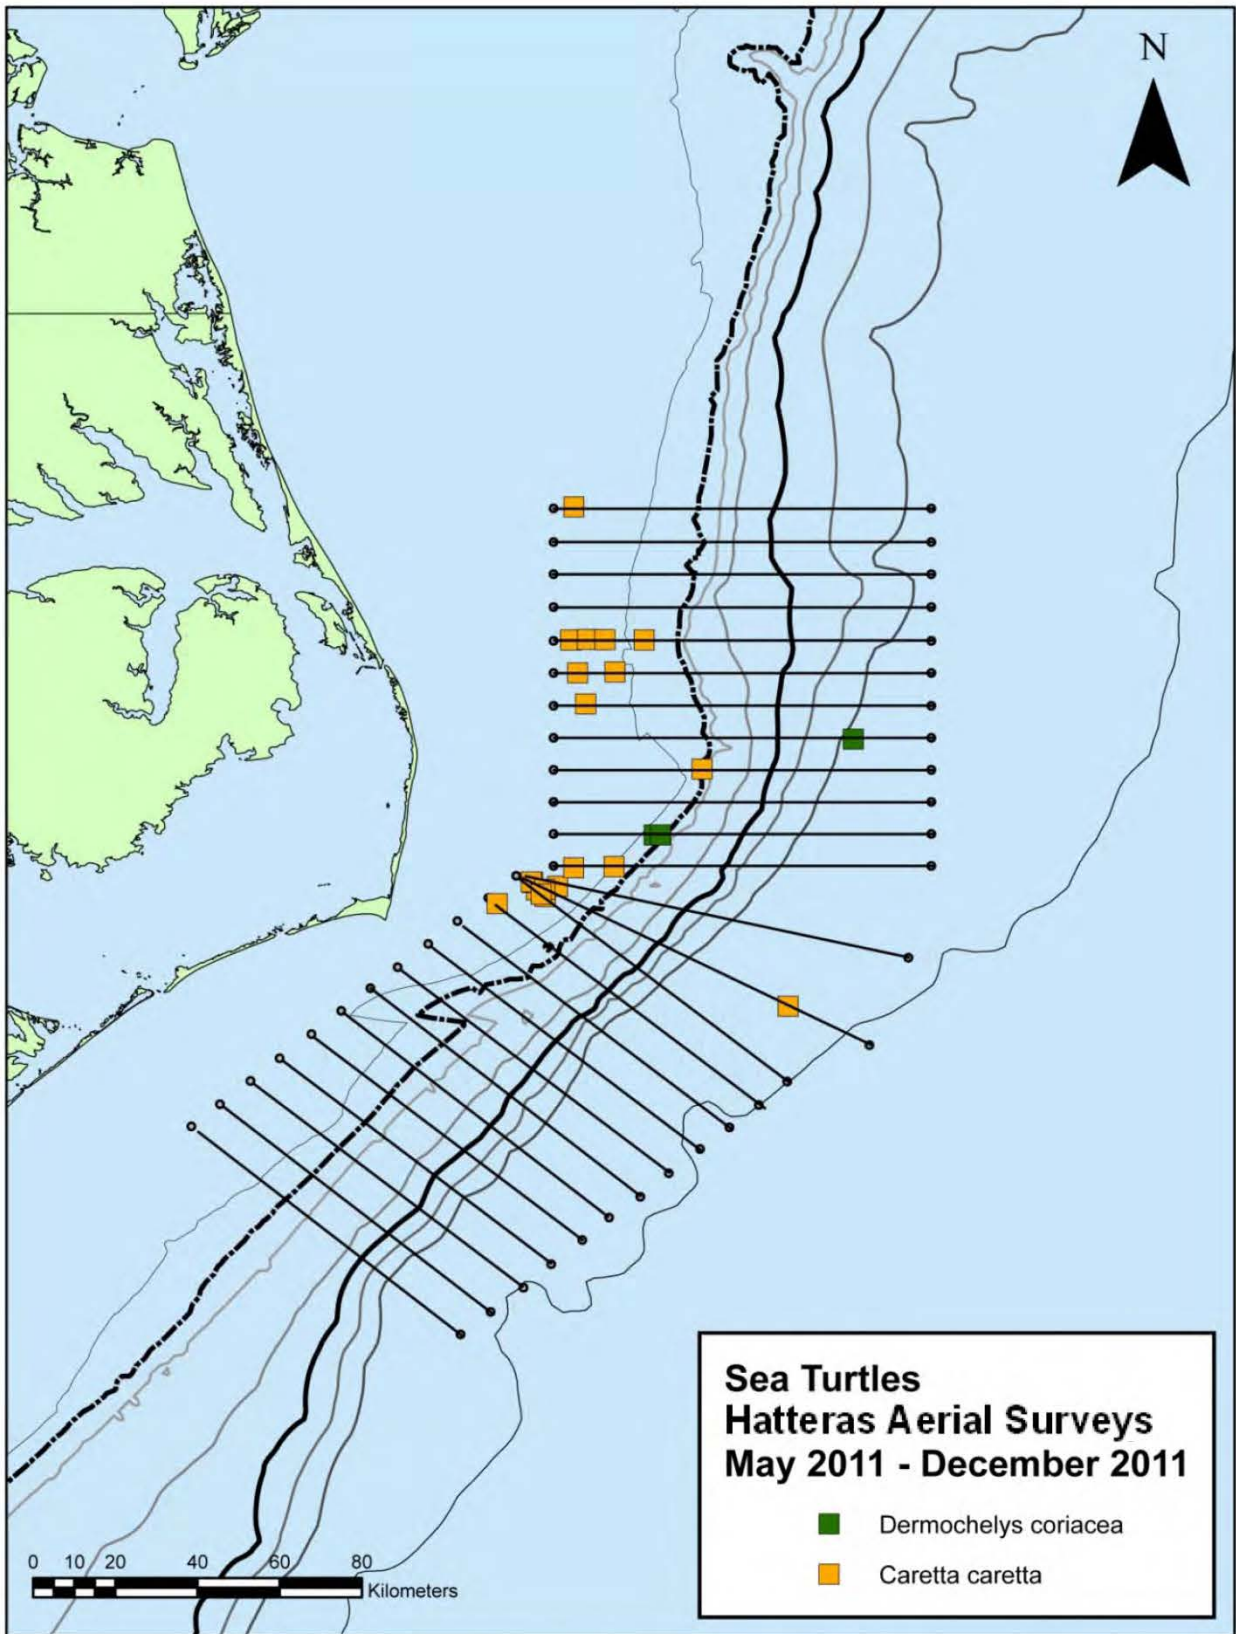 N
Sea Turtles
Hatteras Aerial Surveys
May 2011 - December 2011
Dermochelys coriacea
Caretta caretta
0 10 20 40 60 80
Kilometers